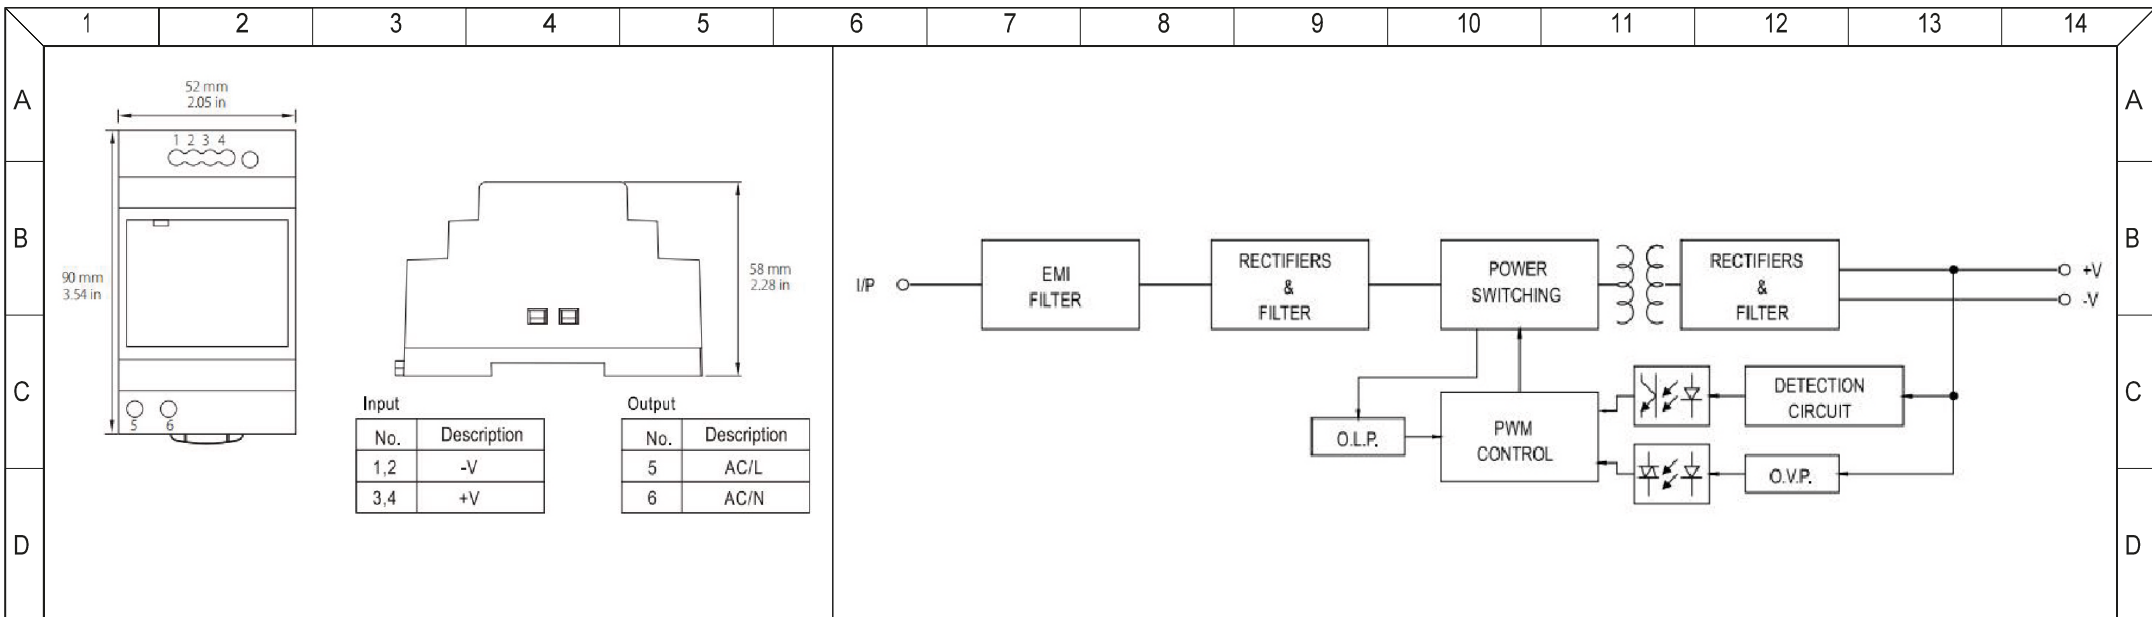 1 2 3 4 5 6 7 8 9 10 11 12 13 14
A
B
C
D
52 mm
2.05 in
1 2 3 4
90 mm
3.54 in
5 6
58 mm
2.28 in
Input
No. Description
1,2 -V
3,4 +V
Output
No. Description
5 AC/L
6 AC/N
I/P
EMI
FILTER
RECTIFIERS
&
FILTER
POWER
SWITCHING
RECTIFIERS
&
FILTER
+V
-V
DETECTION
CIRCUIT
O.L.P.
PWM
CONTROL
O.V.P.
A
B
C
D